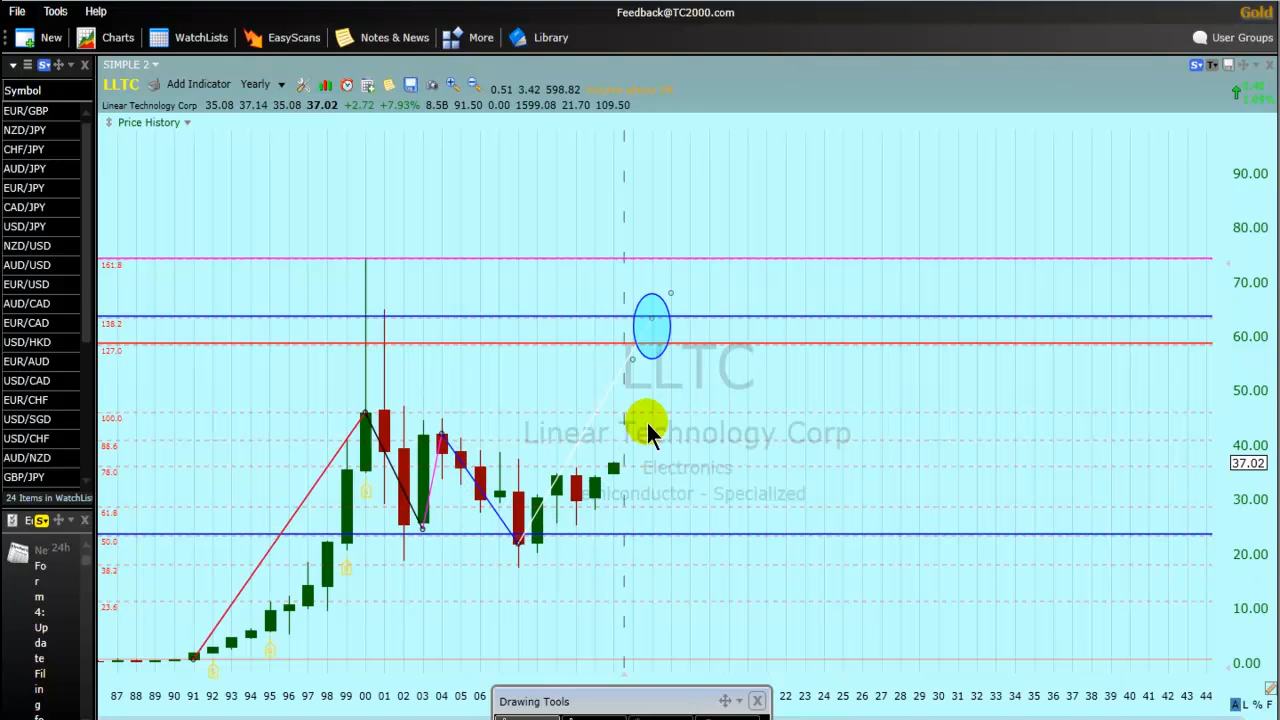 File Tools Help Feedback@TC2000.com Gold
New Charts WatchLists EasyScans Notes & News More Library User Groups
SIMPLE 2
LLTC Add Indicator Yearly 0.51 3.42 598.82
Linear Technology Corp 35.08 37.14 35.08 37.02 +2.72 +7.93% 8.5B 91.50 0.00 1599.08 21.70 109.50
Price History
Symbol
EUR/GBP
NZD/JPY
CHF/JPY
AUD/JPY
EUR/JPY
CAD/JPY
USD/JPY
NZD/USD
AUD/USD
EUR/USD
AUD/CAD
EUR/CAD
USD/HKD
EUR/AUD
USD/CAD
EUR/CHF
USD/SGD
USD/CHF
AUD/NZD
GBP/JPY
24 Items in WatchLis
Ne 24h
Fo
r
m
4:
Up
da
te
Fil
in
g
161.8
138.2
127.0
100.0
88.6
78.0
61.8
50.0
38.2
23.6
LLTC
Linear Technology Corp
Electronics
Semiconductor - Specialized
90.00
80.00
70.00
60.00
50.00
40.00
37.02
30.00
20.00
10.00
0.00
87 88 89 90 91 92 93 94 95 96 97 98 99 00 01 02 03 04 05 06 22 23 24 25 26 27 28 29 30 31 32 33 34 35 36 37 38 39 40 41 42 43 44
Drawing Tools
A L % F